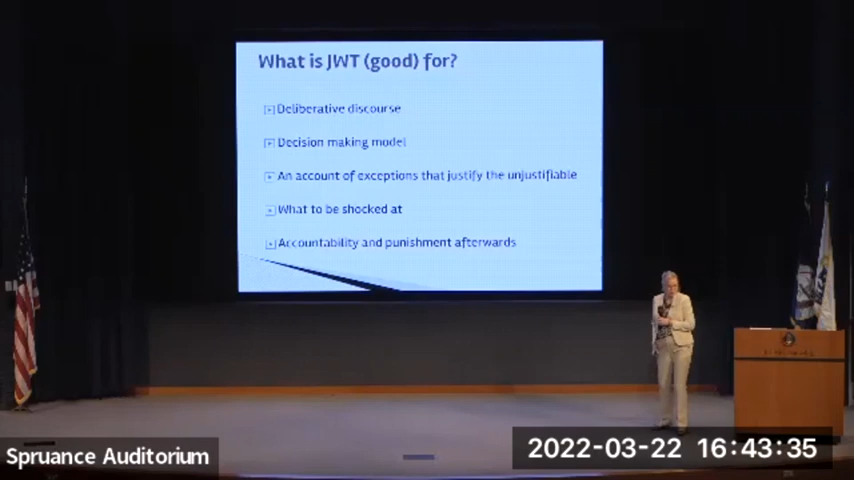 What is JWT (good) for?
Deliberative discourse
Decision making model
An account of exceptions that justify the unjustifiable
What to be shocked at
Accountability and punishment afterwards
Spruance Auditorium
2022-03-22 16:43:35